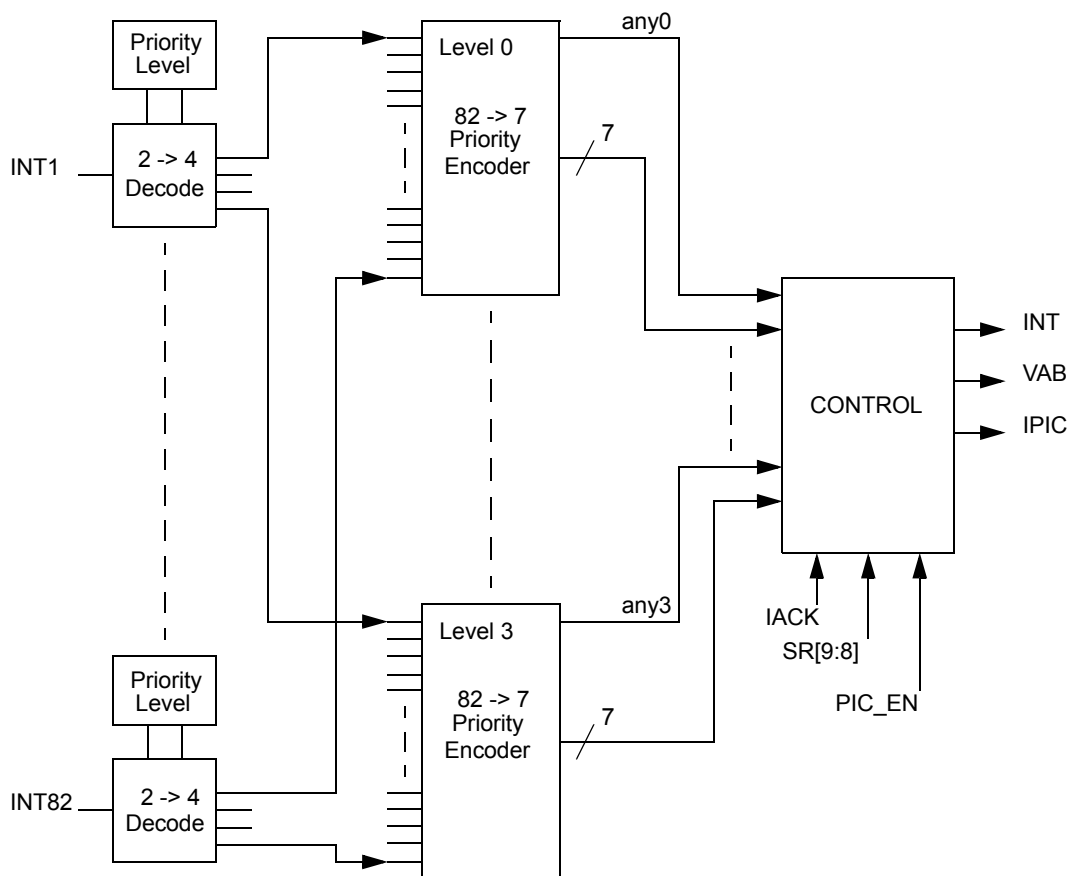 Priority
Level
INT1
2 -> 4
Decode
Level 0
82 -> 7
Priority
Encoder
any0
7
CONTROL
INT
VAB
IPIC
IACK
SR[9:8]
PIC_EN
Priority
Level
INT82
2 -> 4
Decode
Level 3
82 -> 7
Priority
Encoder
any3
7